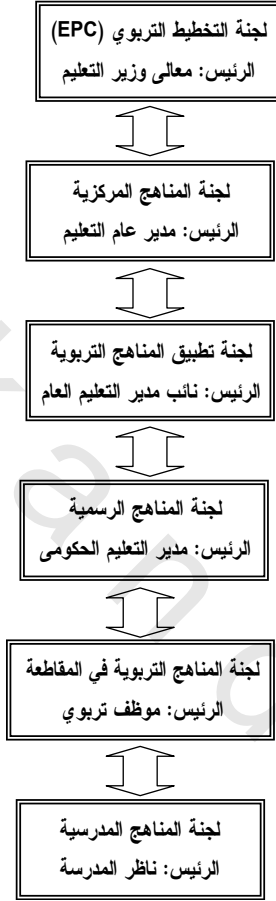 لجنة التخطيط التربوي (EPC)
الرئيس: معالى وزير التعليم
لجنة المناهج المركزية
الرئيس: مدير عام التعليم
لجنة تطبيق المناهج التربوية
الرئيس: نائب مدير التعليم العام
لجنة المناهج الرسمية
الرئيس: مدير التعليم الحكومى
لجنة المناهج التربوية في المقاطعة
الرئيس: موظف تربوي
لجنة المناهج المدرسية
الرئيس: ناظر المدرسة